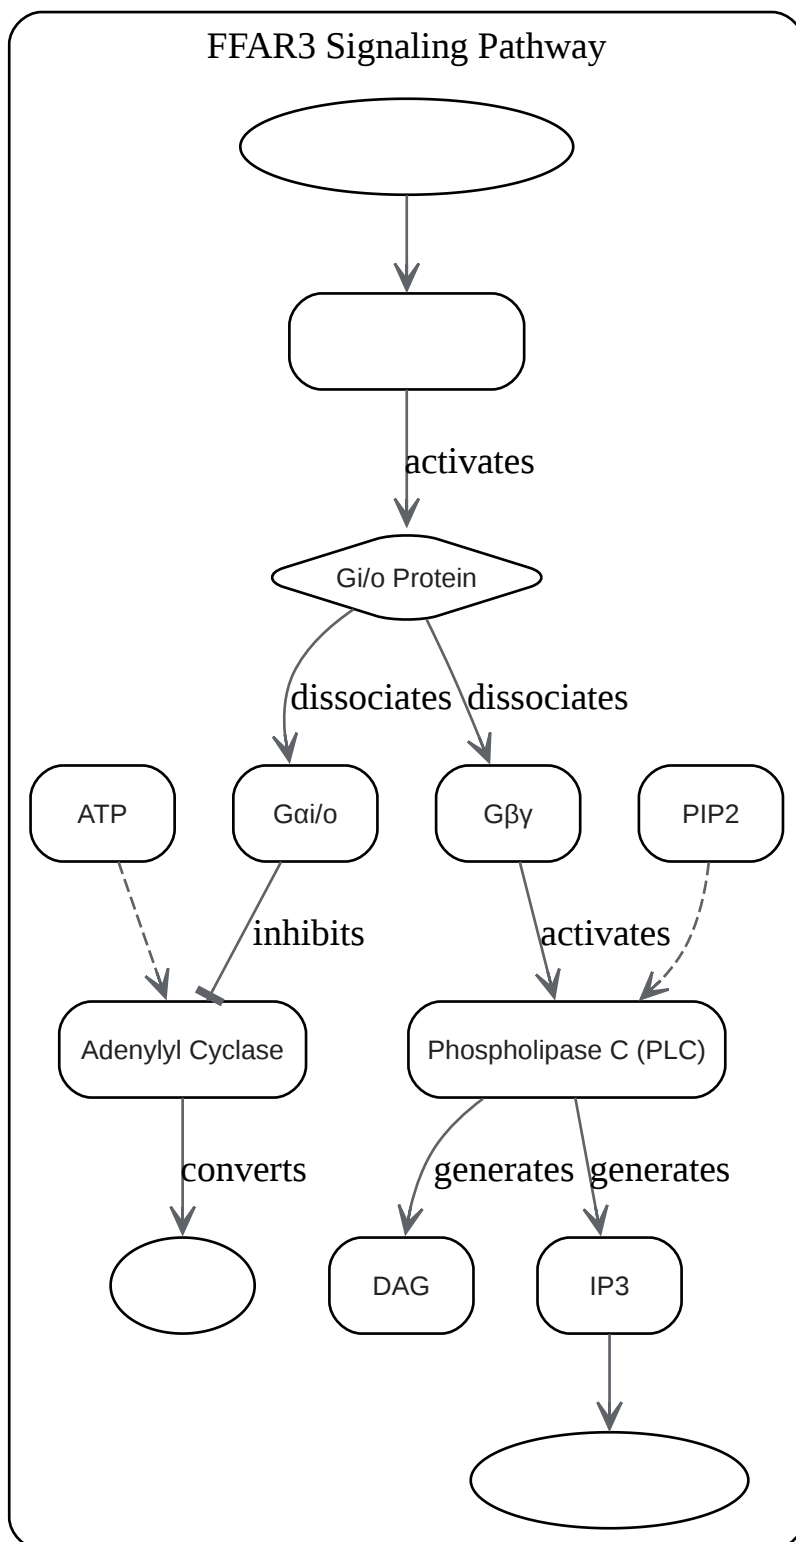 FFAR3 Signaling Pathway
activates
Gi/o Protein
dissociates dissociates
ATP Gαi/o Gβγ PIP2
inhibits activates
Adenylyl Cyclase Phospholipase C (PLC)
converts generates generates
DAG IP3